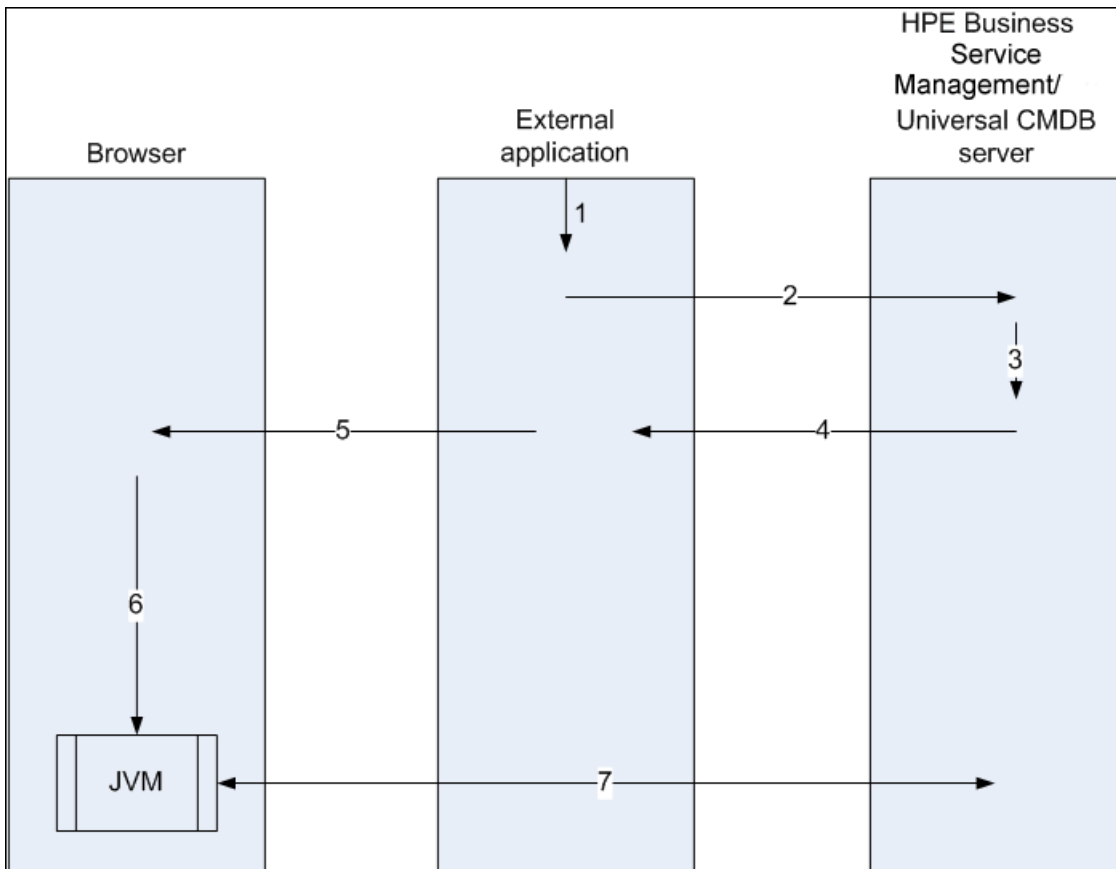 HPE Business
Service
Management/
Universal CMDB
server
External
application
Browser
1
2
3
4
5
6
7
JVM